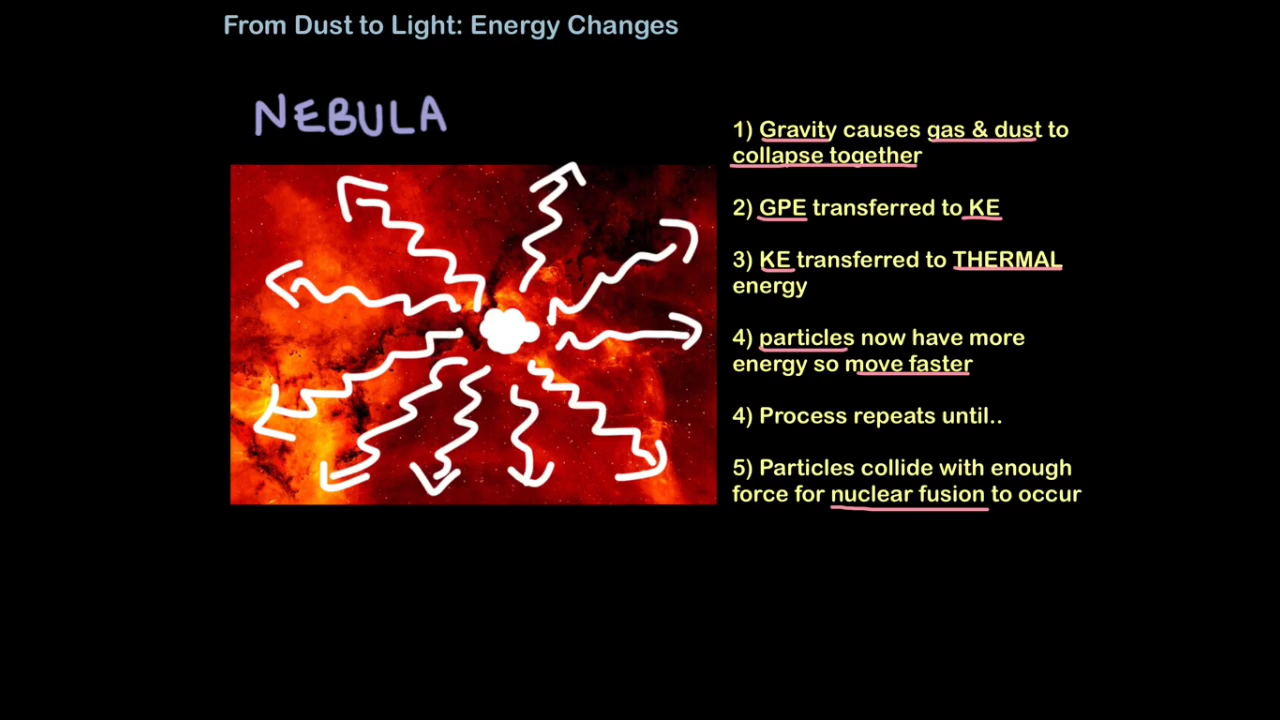 From Dust to Light: Energy Changes
NEBULA
1) Gravity causes gas & dust to
collapse together
2) GPE transferred to KE
3) KE transferred to THERMAL
energy
4) particles now have more
energy so move faster
4) Process repeats until..
5) Particles collide with enough
force for nuclear fusion to occur